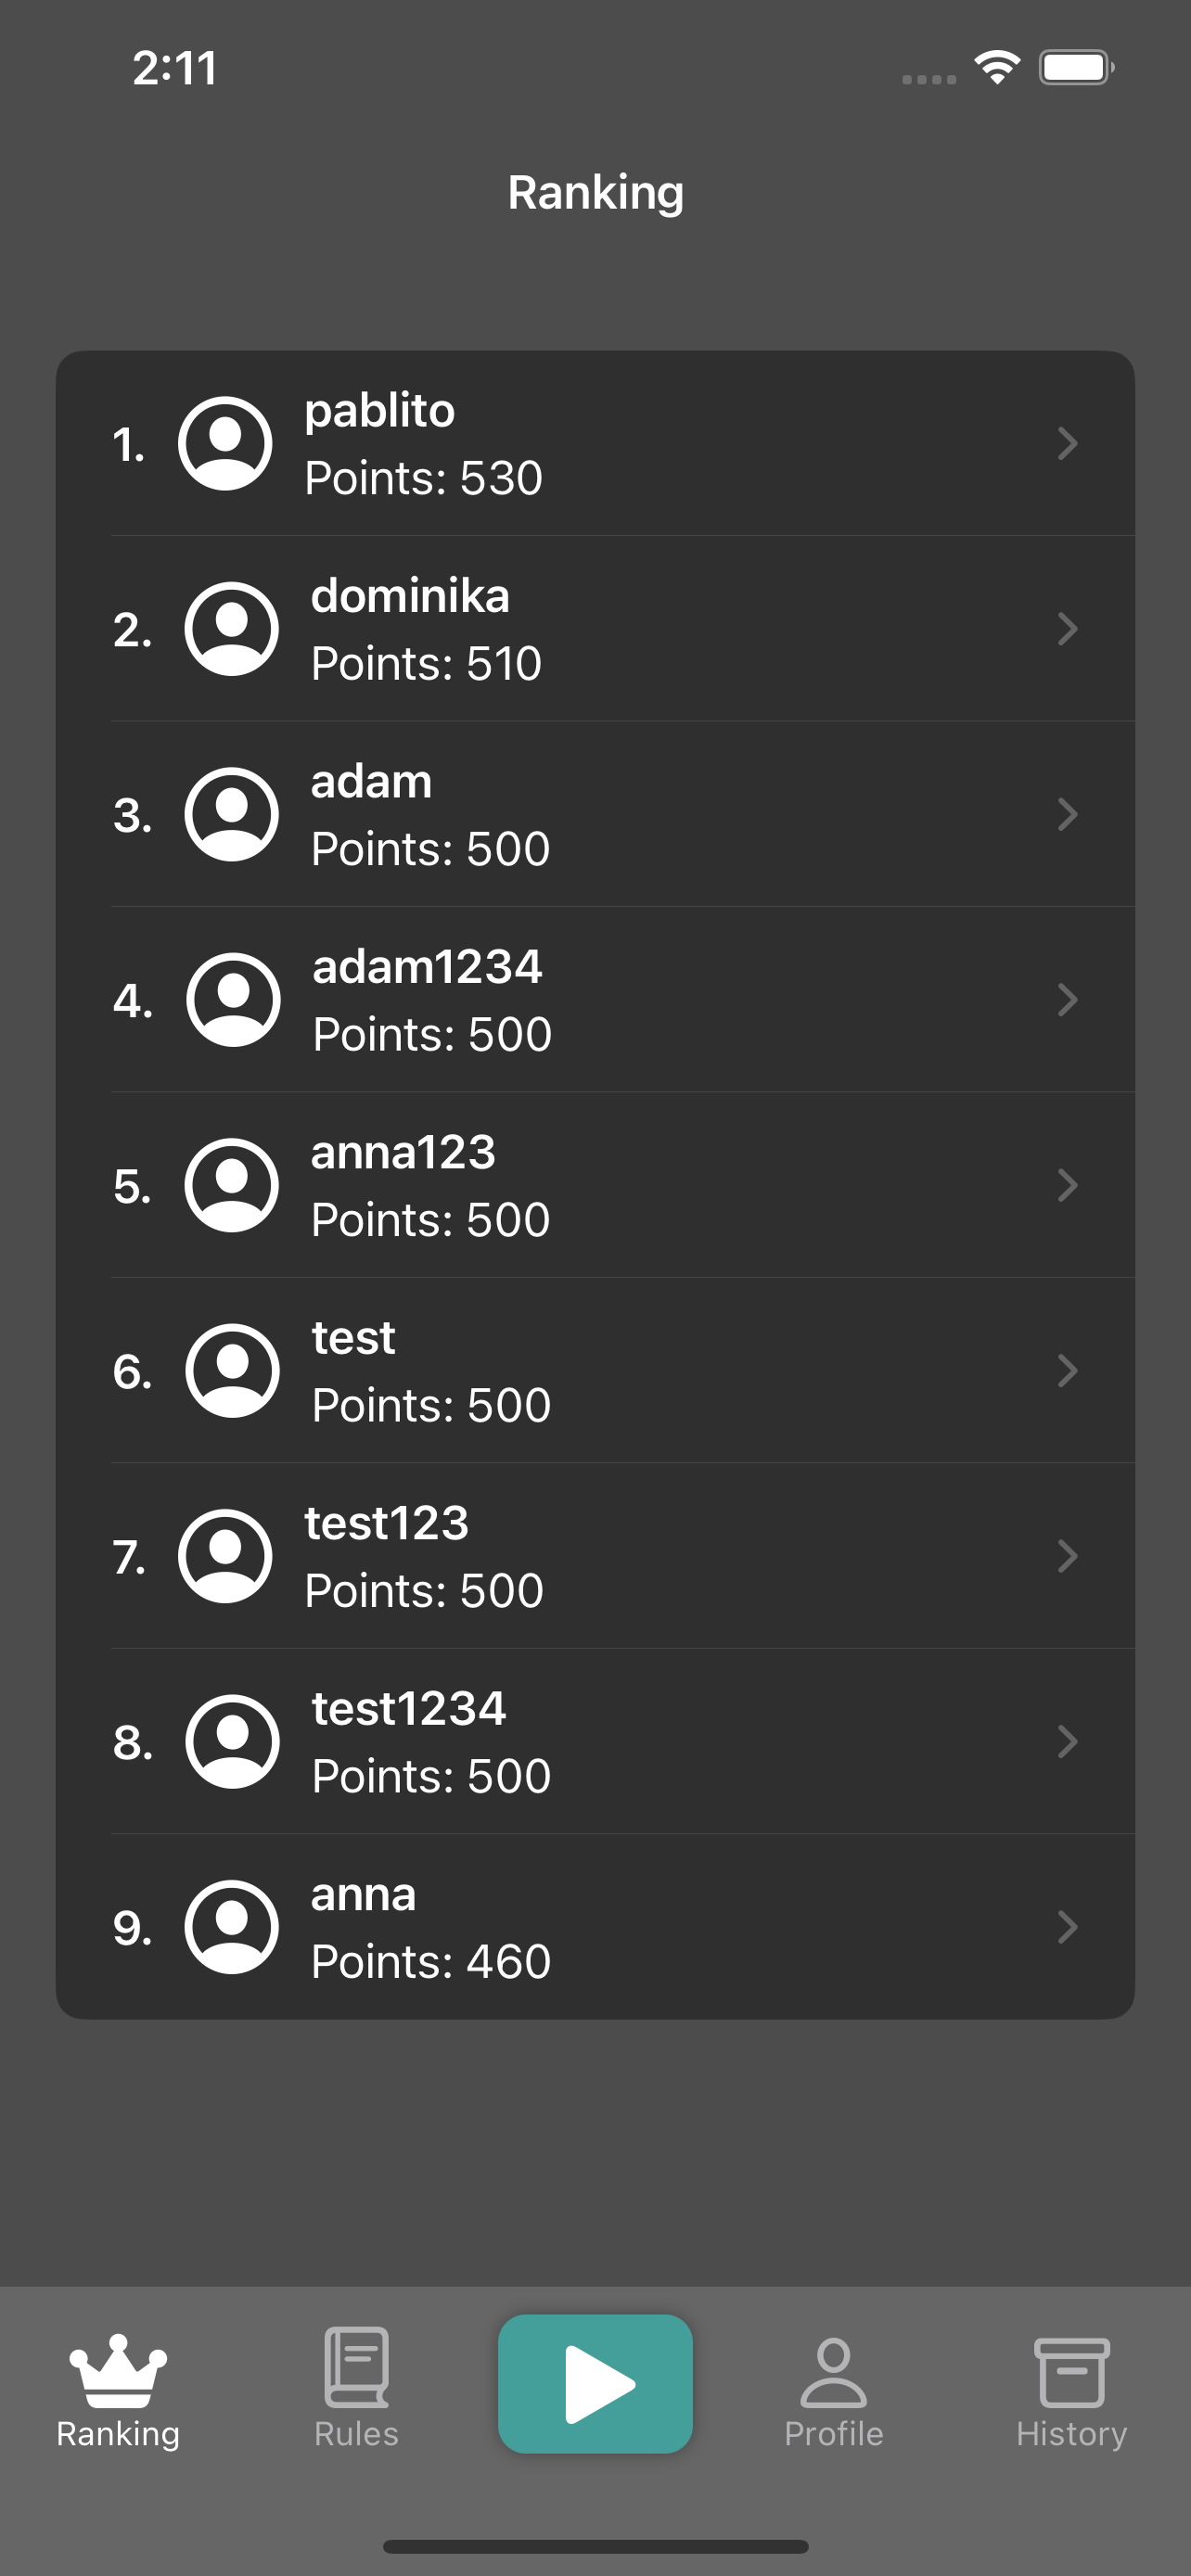 2:11
Ranking
1.
pablito
Points: 530
2.
dominika
Points: 510
3.
adam
Points: 500
4.
adam1234
Points: 500
5.
anna123
Points: 500
6.
test
Points: 500
7.
test123
Points: 500
8.
test1234
Points: 500
9.
anna
Points: 460
Ranking
Rules
Profile
History